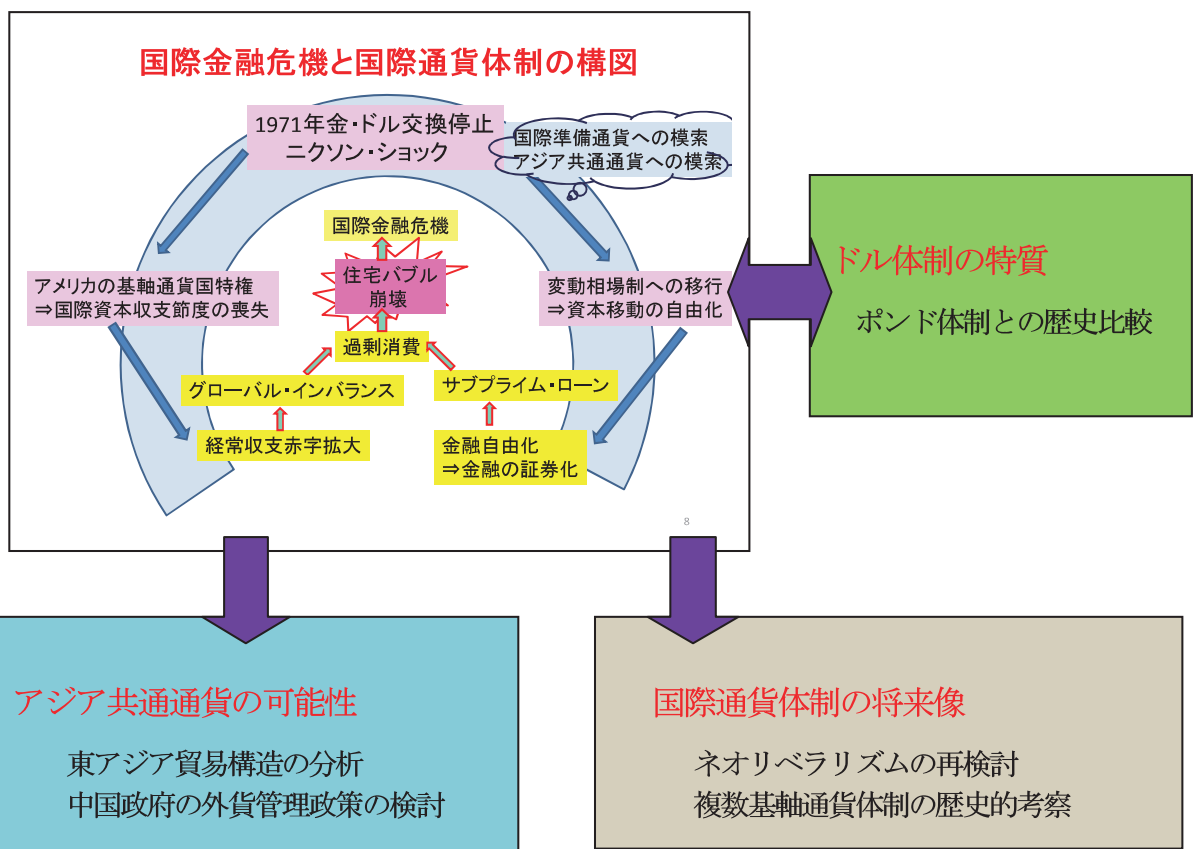 国際金融危機と国際通貨体制の構図
1971年金・ドル交換停止
ニクソン・ショック
国際準備通貨への模索
アジア共通通貨への模索
国際金融危機
住宅バブル
崩壊
アメリカの基軸通貨国特権
⇒国際資本収支節度の喪失
変動相場制への移行
⇒資本移動の自由化
過剰消費
グローバル・インバランス
サブプライム・ローン
経常収支赤字拡大
金融自由化
⇒金融の証券化
8
ドル体制の特質
ポンド体制との歴史比較
アジア共通通貨の可能性
東アジア貿易構造の分析
中国政府の外貨管理政策の検討
国際通貨体制の将来像
ネオリベラリズムの再検討
複数基軸通貨体制の歴史的考察